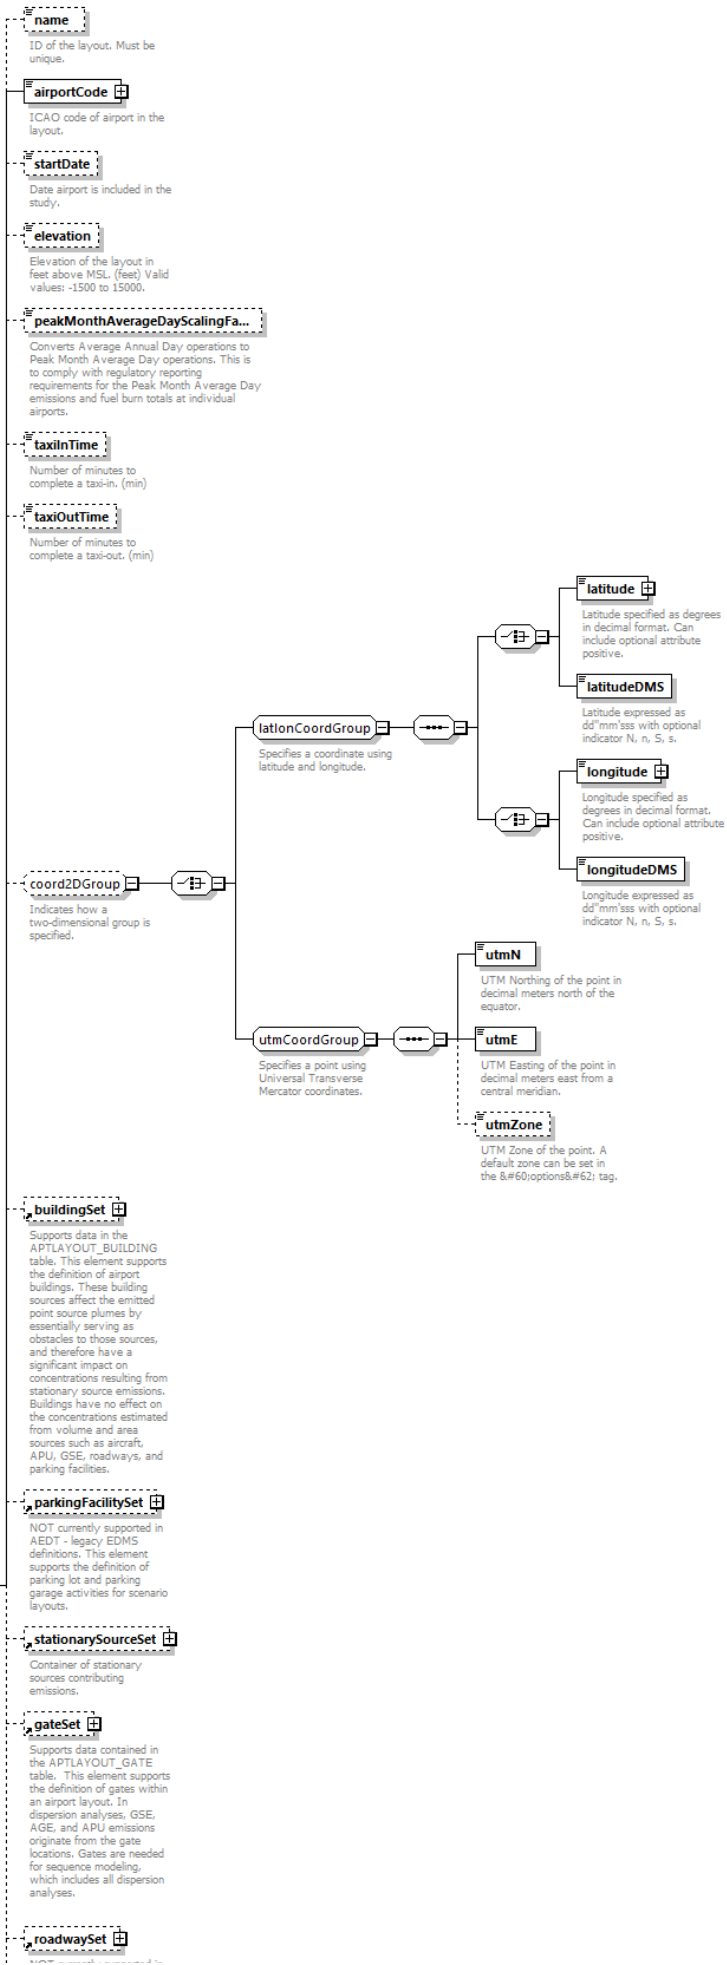 name
ID of the layout. Must be
unique.
airportCode
ICAO code of airport in the
layout.
startDate
Date airport is included in the
study.
elevation
Elevation of the layout in
feet above MSL. (feet) Valid
values: -1500 to 15000.
peakMonthAverageDayScalingFa...
Converts Average Annual Day operations to
Peak Month Average Day operations. This is
to comply with regulatory reporting
requirements for the Peak Month Average Day
emissions and fuel burn totals at individual
airports.
taxiInTime
Number of minutes to
complete a taxi-in. (min)
taxiOutTime
Number of minutes to
complete a taxi-out. (min)
latitude
Latitude specified as degrees
in decimal format. Can
include optional attribute
positive.
latitudeDMS
Latitude expressed as
dd"mm'sss with optional
indicator N, n, S, s.
latlonCoordGroup
Specifies a coordinate using
latitude and longitude.
longitude
Longitude specified as
degrees in decimal format.
Can include optional attribute
positive.
longitudeDMS
Longitude expressed as
dd"mm'sss with optional
indicator N, n, S, s.
coord2DGroup
Indicates how a
two-dimensional group is
specified.
utmN
UTM Northing of the point in
decimal meters north of the
equator.
utmCoordGroup
Specifies a point using
Universal Transverse
Mercator coordinates.
utmE
UTM Easting of the point in
decimal meters east from a
central meridian.
utmZone
UTM Zone of the point. A
default zone can be set in
the &#60;options&#62; tag.
buildingSet
Supports data in the
APTLAYOUT_BUILDING
table. This element supports
the definition of airport
buildings. These building
sources affect the emitted
point source plumes by
essentially serving as
obstacles to those sources,
and therefore have a
significant impact on
concentrations resulting from
stationary source emissions.
Buildings have no effect on
the concentrations estimated
from volume and area
sources such as aircraft,
APU, GSE, roadways, and
parking facilities.
parkingFacilitySet
NOT currently supported in
AEDT - legacy EDMS
definitions. This element
supports the definition of
parking lot and parking
garage activities for scenario
layouts.
stationarySourceSet
Container of stationary
sources contributing
emissions.
gateSet
Supports data contained in
the APTLAYOUT_GATE
table. This element supports
the definition of gates within
an airport layout. In
dispersion analyses, GSE,
AGE, and APU emissions
originate from the gate
locations. Gates are needed
for sequence modeling,
which includes all dispersion
analyses.
roadwaySet